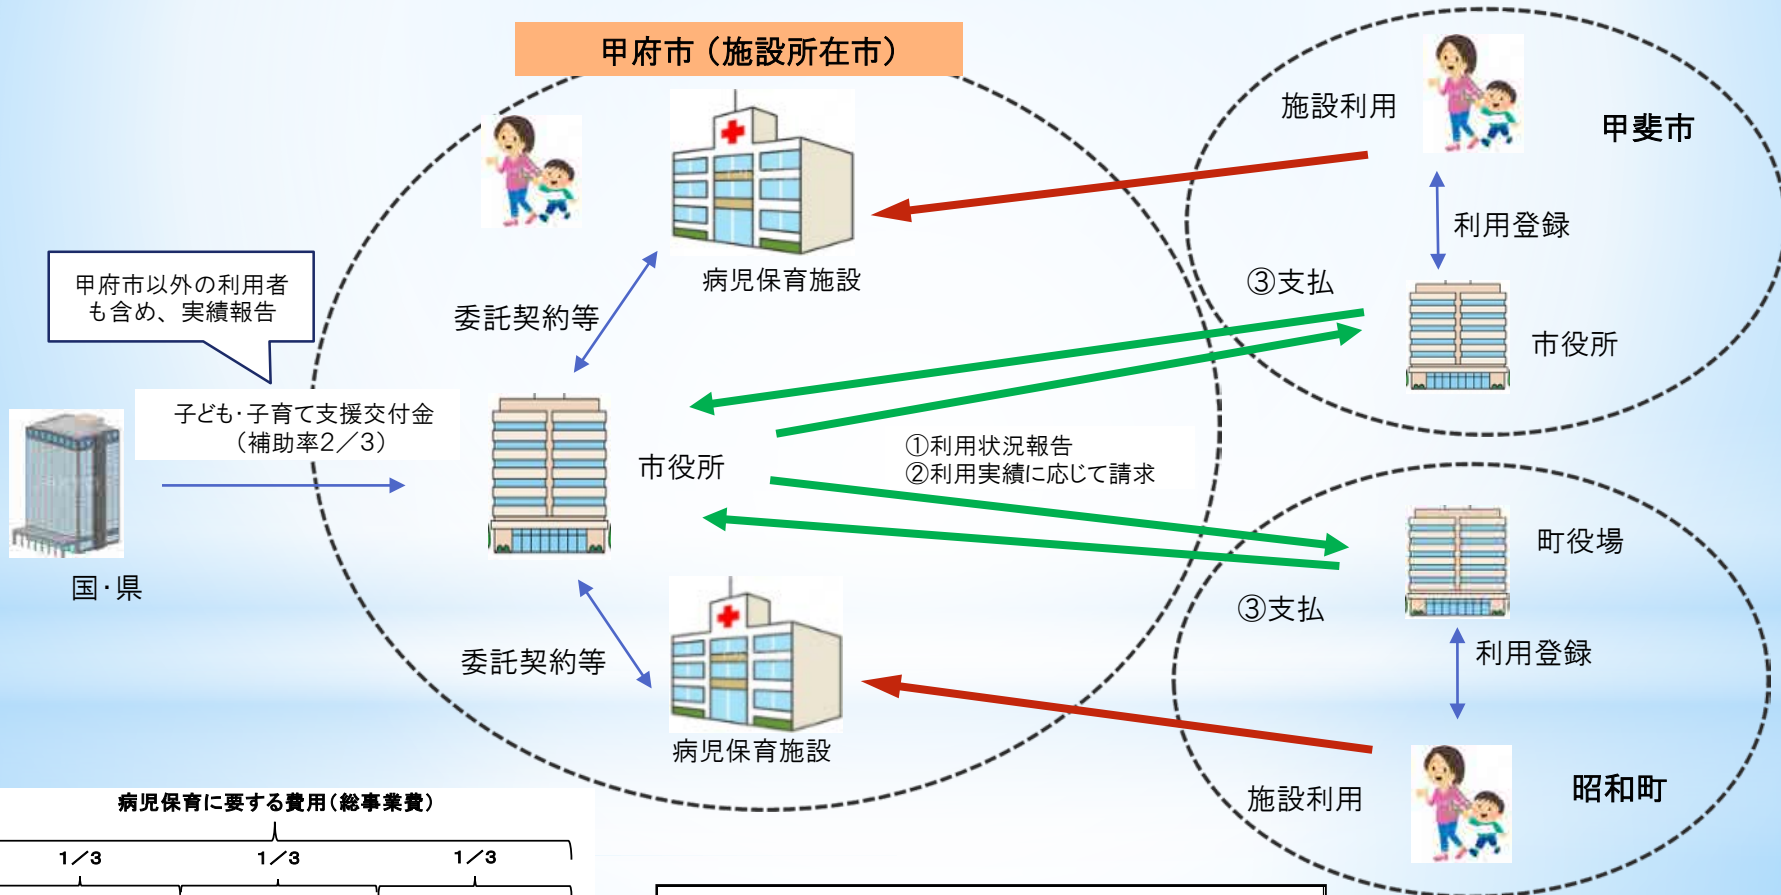 甲府市（施設所在市）
施設利用
甲斐市
利用登録
病児保育施設
③支払
甲府市以外の利用者
も含め、実績報告
委託契約等
市役所
子ども・子育て支援交付金
（補助率2／3）
市役所
①利用状況報告
②利用実績に応じて請求
町役場
国・県
③支払
委託契約等
利用登録
病児保育施設
施設利用
昭和町
病児保育に要する費用（総事業費）
1／3
1／3
1／3